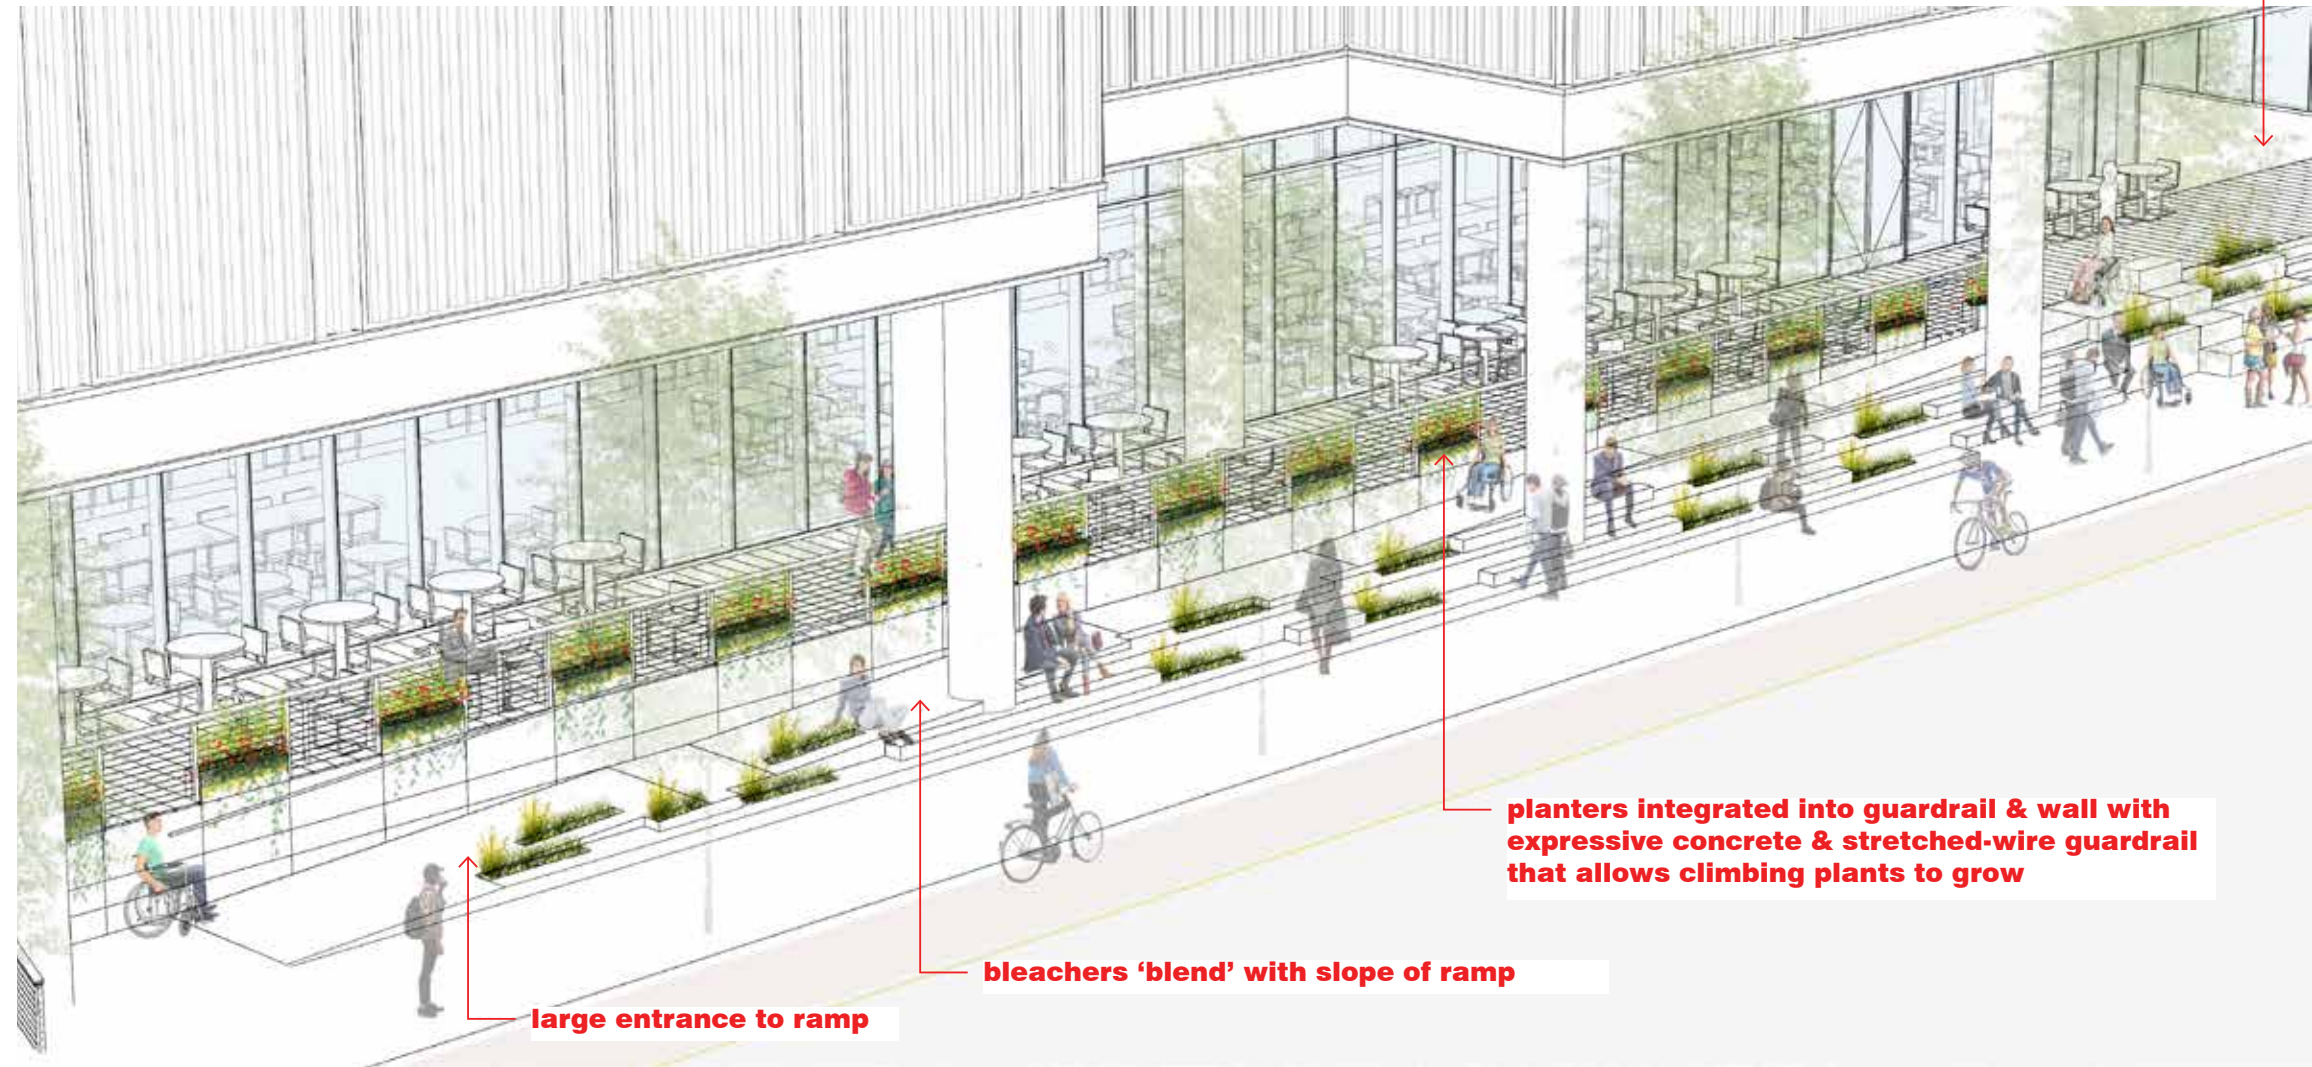 planters integrated into guardrail & wall with
expressive concrete & stretched-wire guardrail
that allows climbing plants to grow
bleachers ‘blend’ with slope of ramp
large entrance to ramp